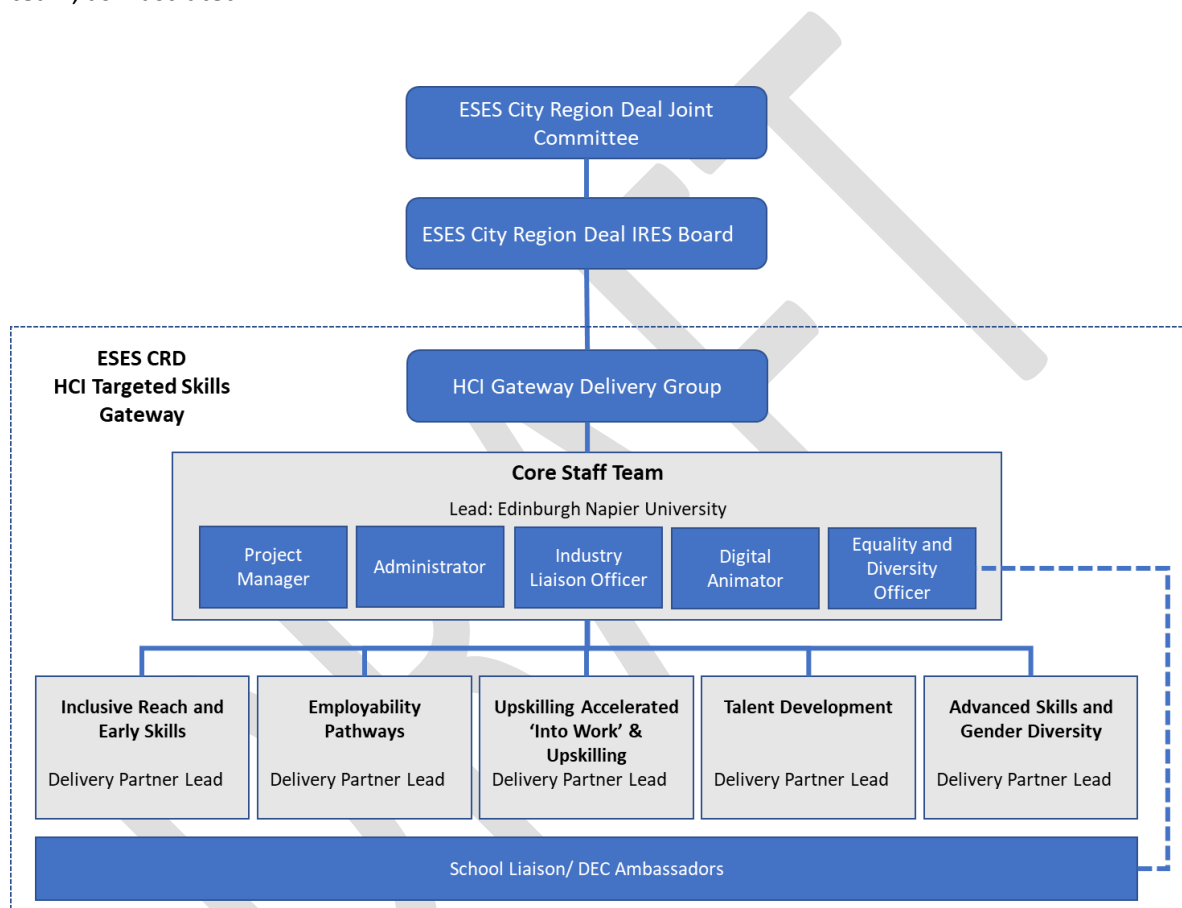 ESES City Region Deal Joint
Committee
ESES City Region Deal IRES Board
ESES CRD
HCI Targeted Skills
Gateway
HCI Gateway Delivery Group
Core Staff Team
Lead: Edinburgh Napier University
Project
Manager
Administrator
Industry
Liaison Officer
Digital
Animator
Equality and
Diversity
Officer
Inclusive Reach and
Early Skills
Delivery Partner Lead
Employability
Pathways
Delivery Partner Lead
Upskilling Accelerated
‘Into Work’ &
Upskilling
Delivery Partner Lead
Talent Development
Delivery Partner Lead
Advanced Skills and
Gender Diversity
Delivery Partner Lead
School Liaison/ DEC Ambassadors
DRAFT